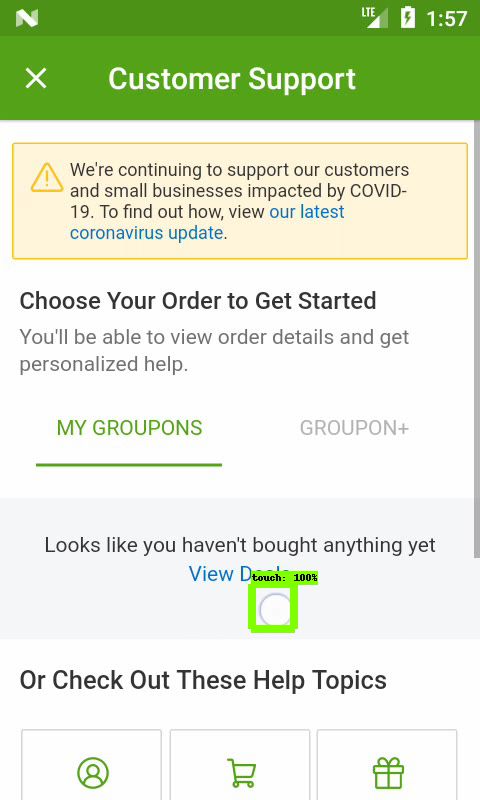 LTE 1:57
Customer Support
We're continuing to support our customers
and small businesses impacted by COVID-
19. To find out how, view our latest
coronavirus update.
Choose Your Order to Get Started
You'll be able to view order details and get
personalized help.
MY GROUPONS GROUPON+
Looks like you haven't bought anything yet
View Deals
touch: 100%
Or Check Out These Help Topics